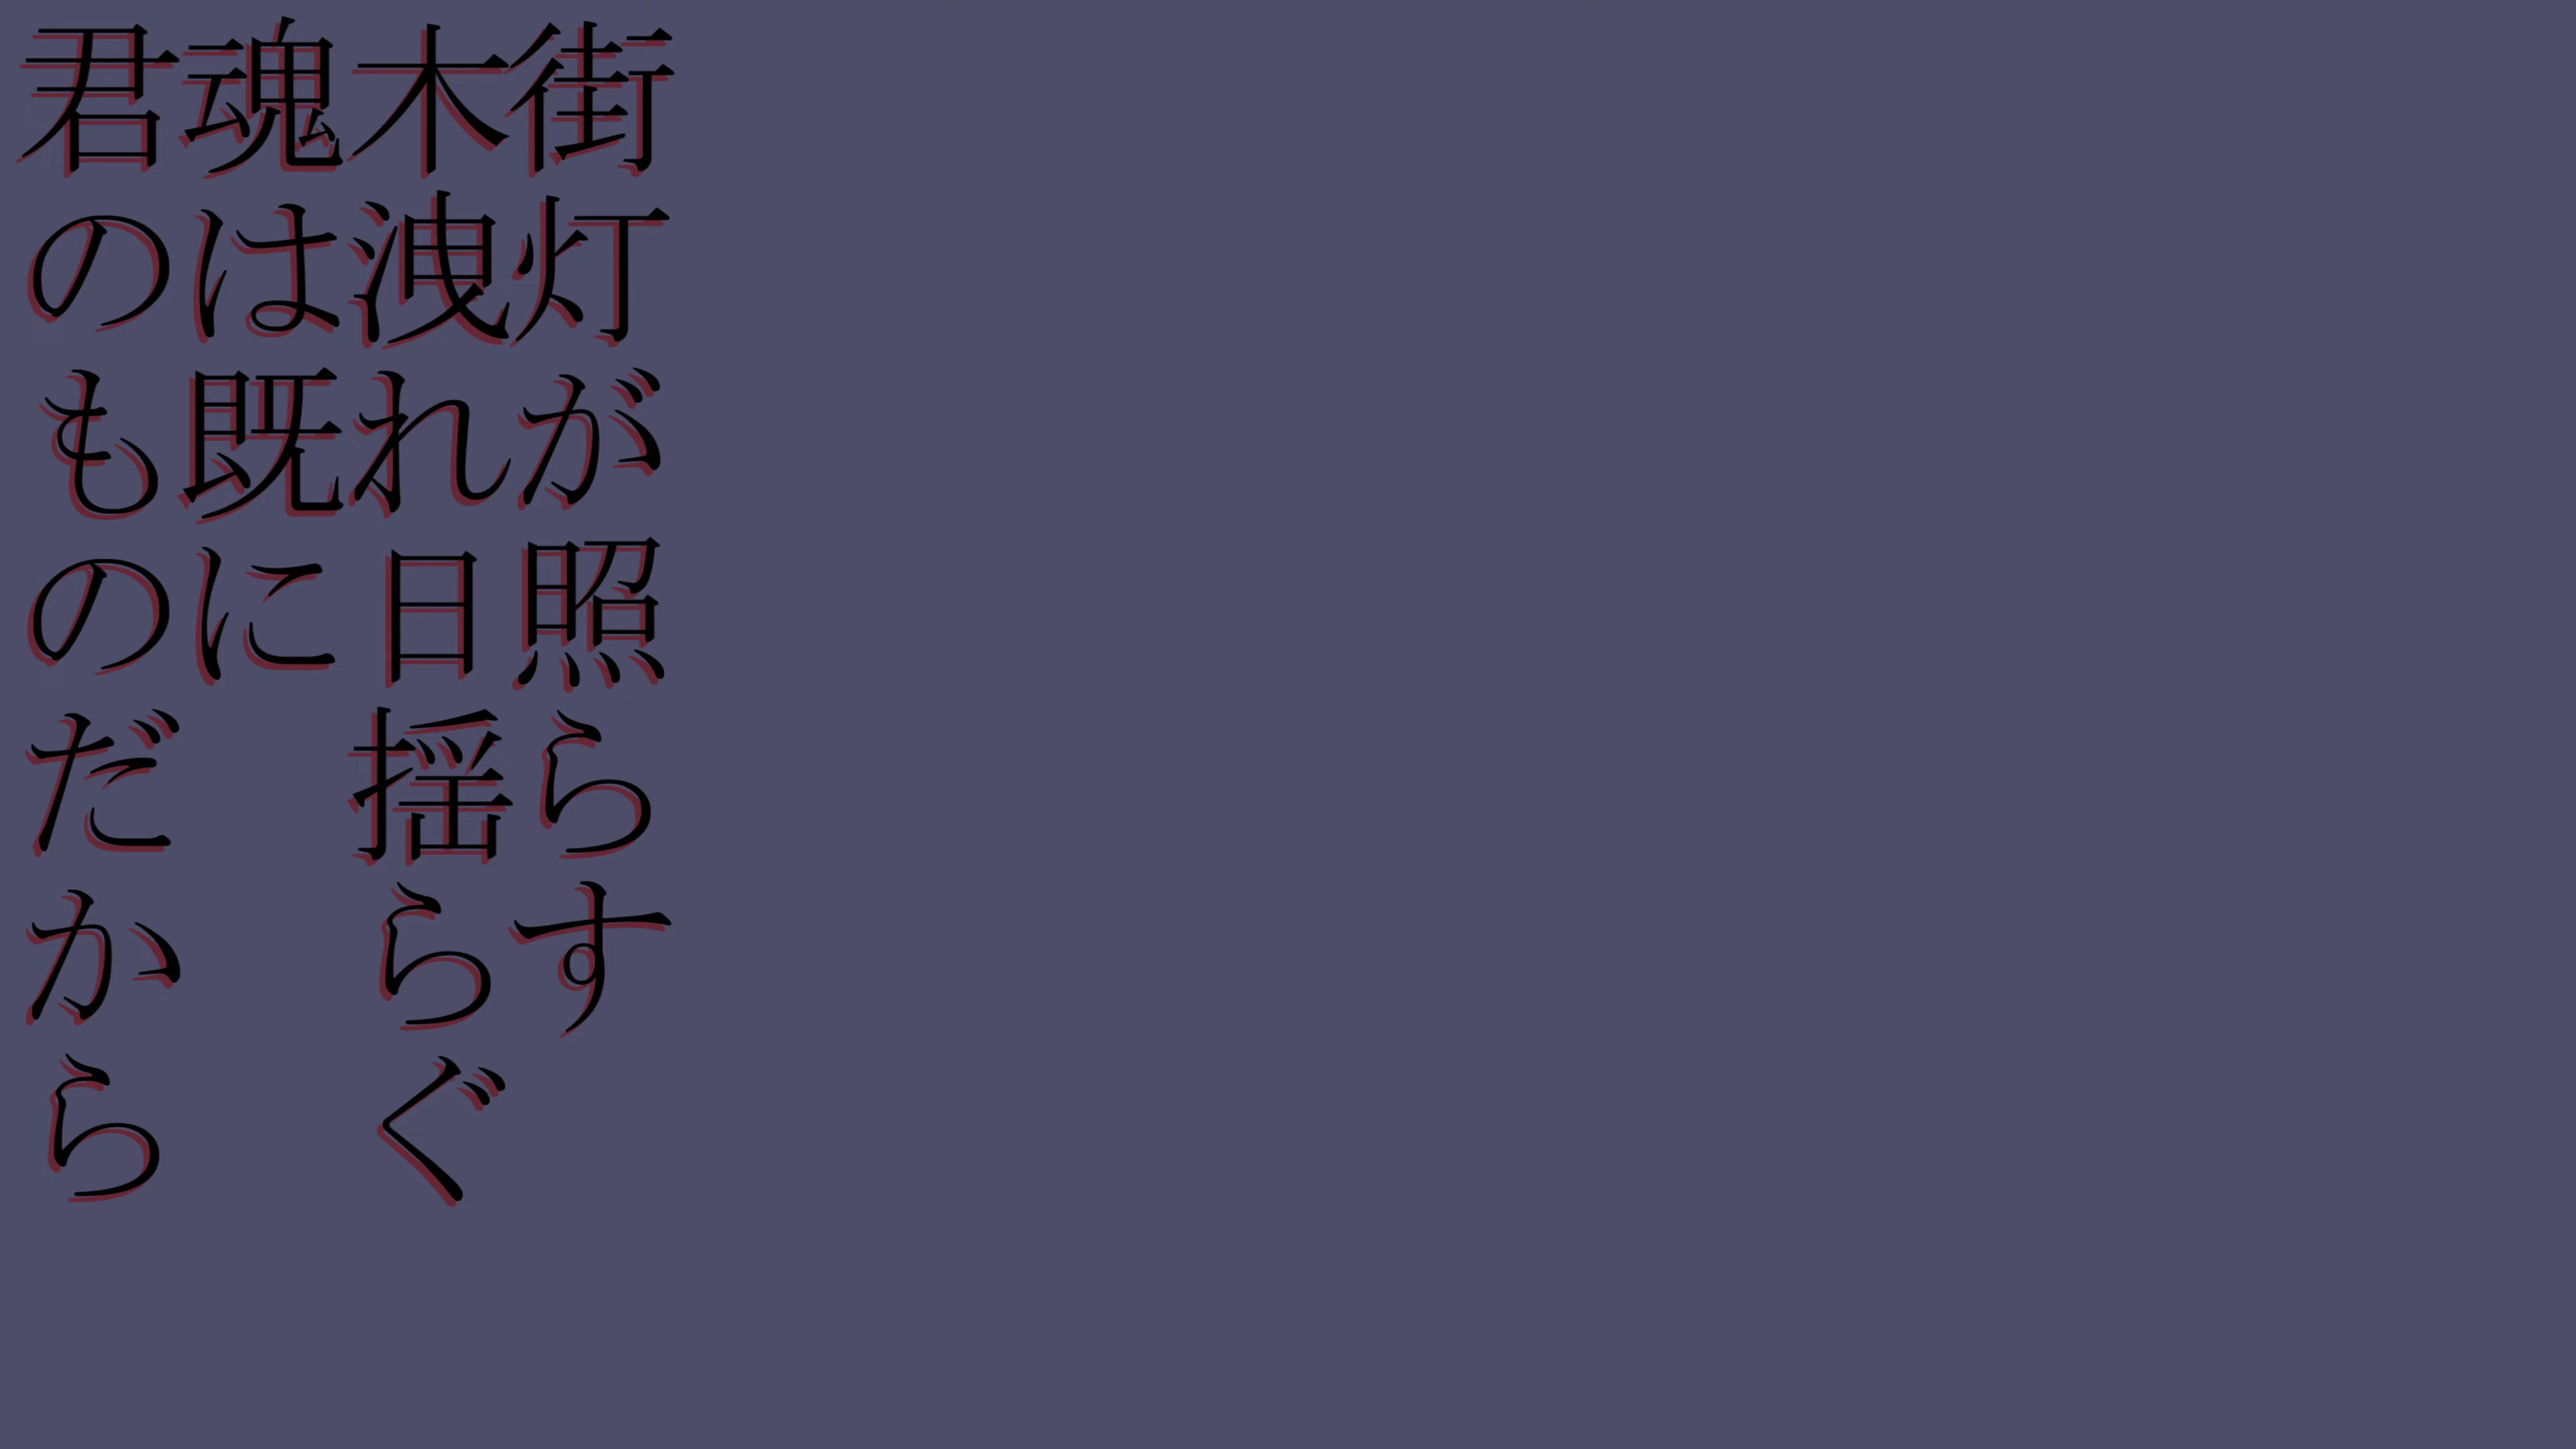 街灯が照らす
木洩れ日揺らぐ
魂は既に
君のものだから